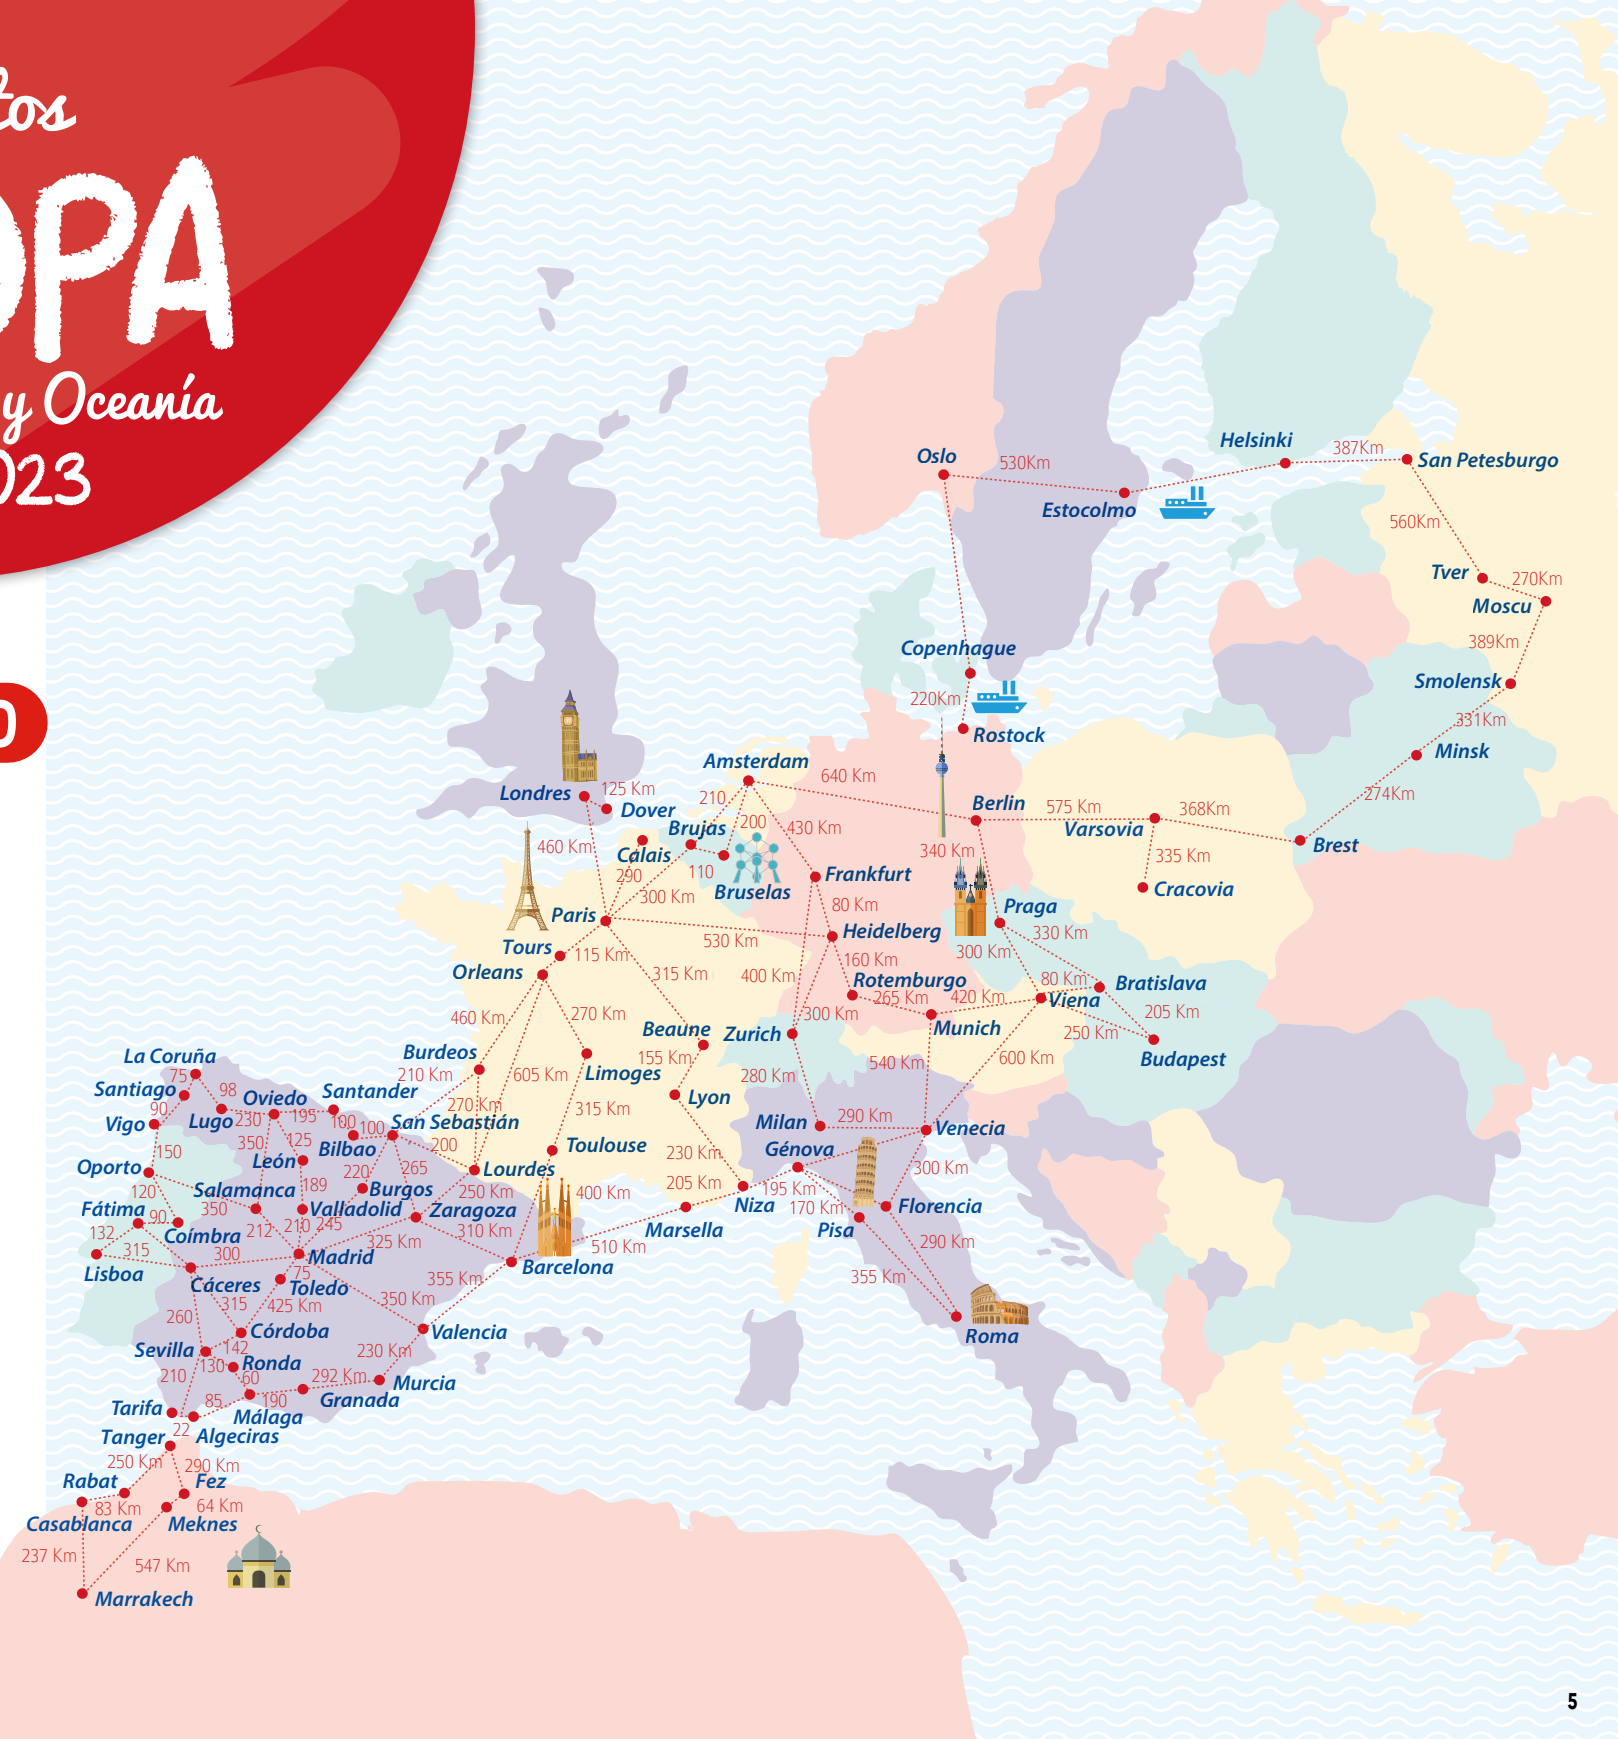 y Oceanía
Oslo
530Km
Estocolmo
Helsinki
387Km
San Petesburgo
560Km
Tver
270Km
Moscu
389Km
Smolensk
331Km
Minsk
274Km
Brest
Copenhague
220Km
Rostock
Amsterdam
640 Km
Londres
125 Km
Dover
210
Brujas
200
430 Km
Berlin
575 Km
368Km
Varsovia
460 Km
Calais
290
110
Bruselas
340 Km
335 Km
Cracovia
300 Km
Frankfurt
80 Km
Paris
Praga
330 Km
Heidelberg
530 Km
Tours
115 Km
300 Km
Orleans
315 Km
400 Km
160 Km
Rotemburgo
265 Km
420 Km
80 Km
Bratislava
Viena
205 Km
460 Km
270 Km
Beaune
Zurich
300 Km
Munich
250 Km
Budapest
Burdeos
155 Km
540 Km
600 Km
La Coruña
75
210 Km
605 Km
Limoges
280 Km
Santiago
98
Oviedo
Santander
270 Km
315 Km
Lyon
90
Vigo
Lugo
230
195
100
100
San Sebastián
Milan
290 Km
Venecia
350
125
Bilbao
200
Toulouse
Génova
150
León
230 Km
Oporto
220
265
Lourdes
300 Km
120
Salamanca
189
Burgos
250 Km
400 Km
205 Km
195 Km
Fátima
90
350
Valladolid
Zaragoza
Niza
170 Km
Florencia
132
Coimbra
212
210
245
310 Km
Marsella
Pisa
315
300
325 Km
510 Km
290 Km
Lisboa
Madrid
Barcelona
75
355 Km
355 Km
Cáceres
Toledo
260
315
425 Km
350 Km
Córdoba
Valencia
Roma
Sevilla
142
230 Km
210
130
Ronda
60
292 Km
Murcia
85
190
Granada
Tarifa
Málaga
22
Tanger
Algeciras
250 Km
290 Km
Rabat
Fez
83 Km
64 Km
Casablanca
Meknes
237 Km
547 Km
Marrakech
5